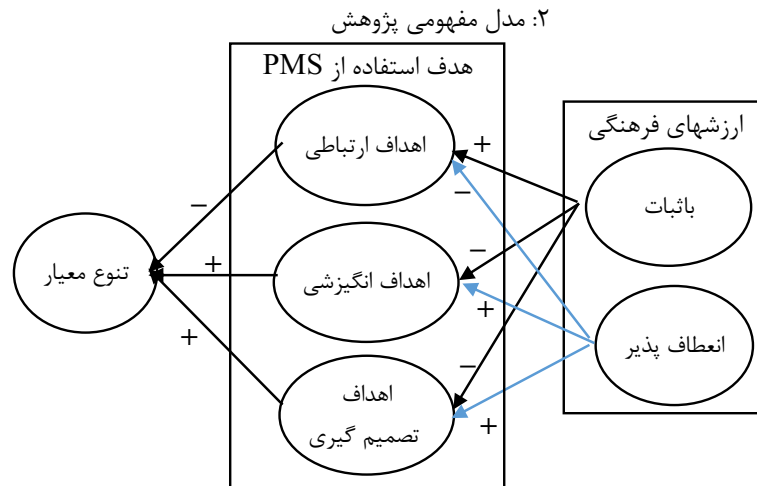 ۲: مدل مفهومی پژوهش
هدف استفاده از PMS
ارزشهای فرهنگی
اهداف ارتباطی
+
باثبات
−
−
−
تنوع معیار
+
اهداف انگیزشی
+
انعطاف پذیر
+
−
اهداف
تصمیم گیری
+